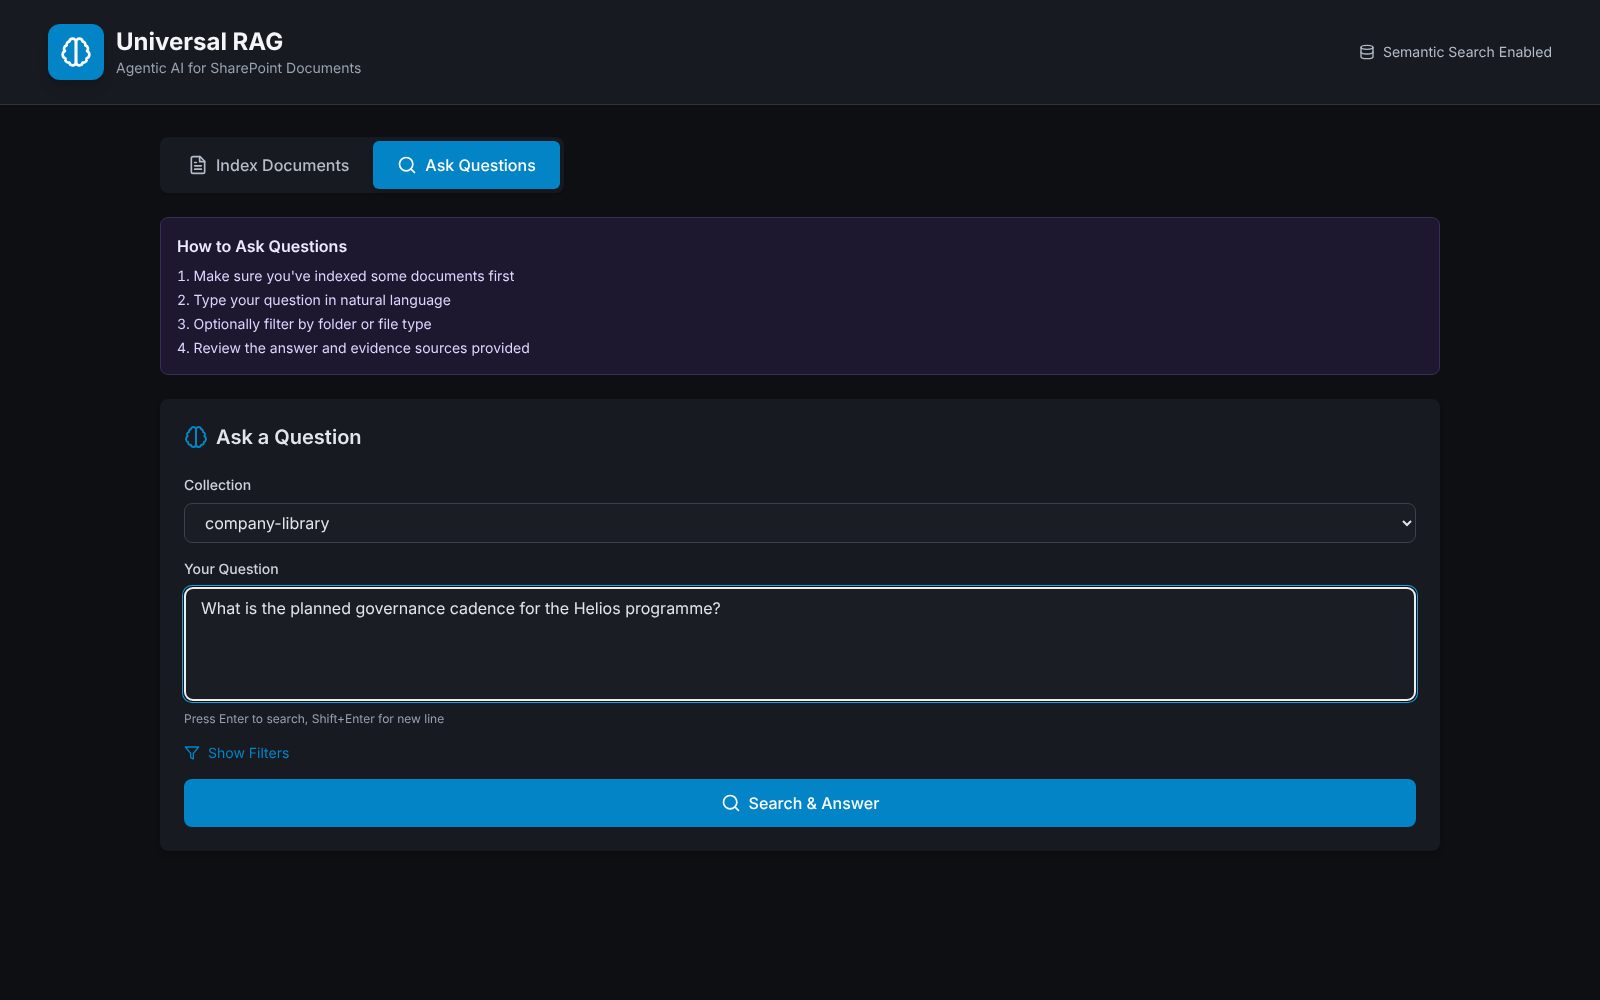 Universal RAG
Agentic AI for SharePoint Documents
Semantic Search Enabled
Index Documents
Ask Questions
How to Ask Questions
1. Make sure you've indexed some documents first
2. Type your question in natural language
3. Optionally filter by folder or file type
4. Review the answer and evidence sources provided
Ask a Question
Collection
company-library
Your Question
What is the planned governance cadence for the Helios programme?
Press Enter to search, Shift+Enter for new line
Show Filters
Search & Answer